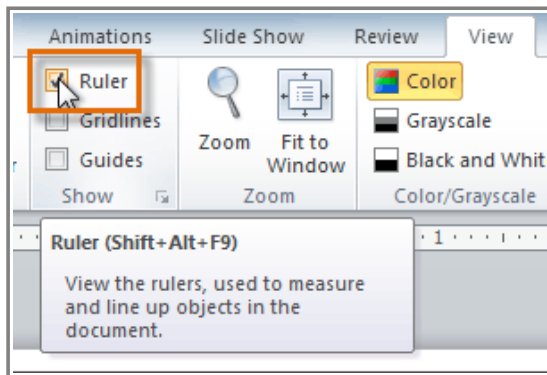 Animations Slide Show Review View
Ruler
Gridlines
Guides
Show
Zoom
Fit to
Window
Zoom
Color
Grayscale
Black and Whit
Color/Grayscale
1
Ruler (Shift+Alt+F9)
View the rulers, used to measure
and line up objects in the
document.